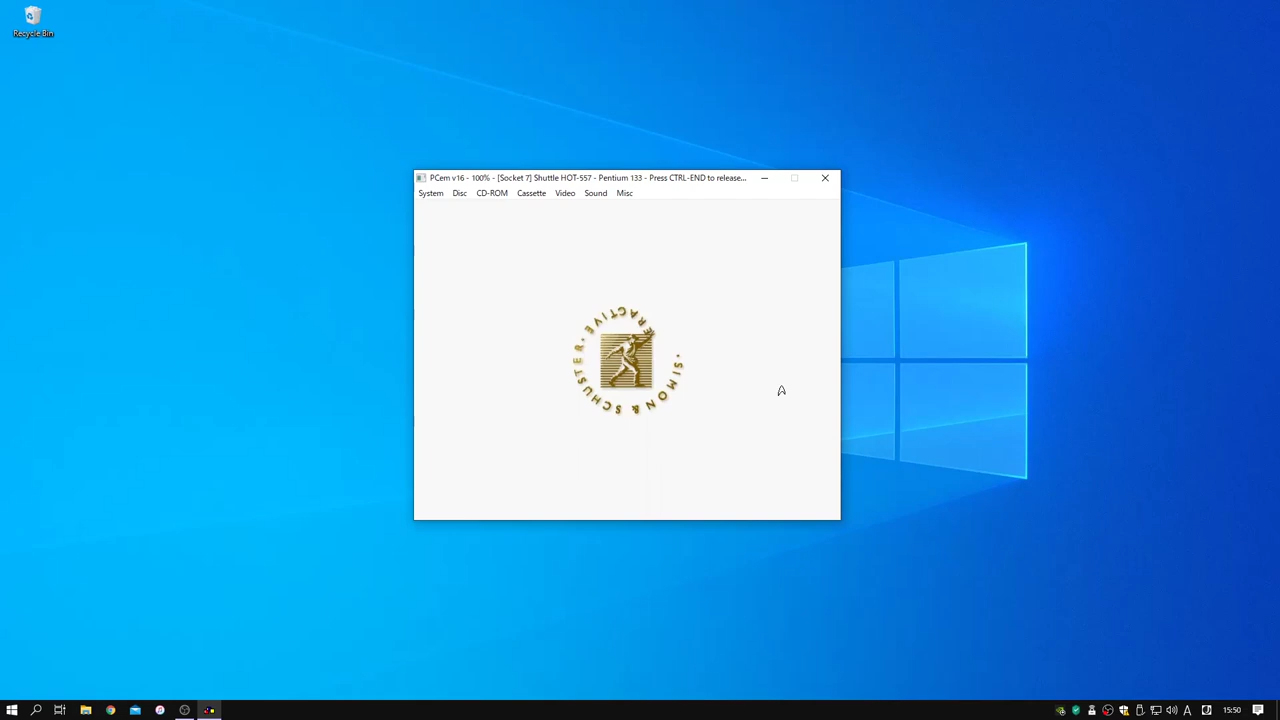 Recycle Bin
PCem v16 - 100% - [Socket 7] Shuttle HOT-557 - Pentium 133 - Press CTRL-END to release...
System Disc CD-ROM Cassette Video Sound Misc
SIMON & SCHUSTER · ERACTIVE ·
A
15:50